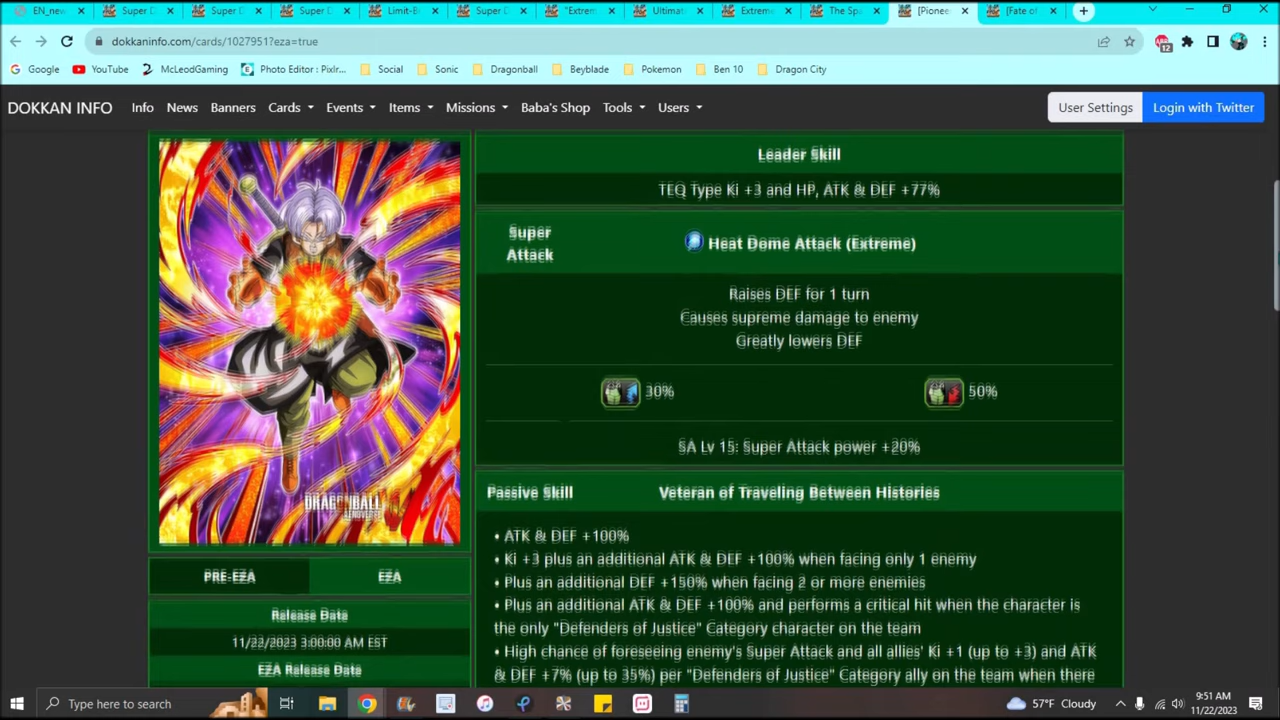 EN_new
Super D
Super D
Super D
Limit-B
Super D
"Extrem
Ultimat
Extreme
The Spa
[Pionee
[Fate of
dokkaninfo.com/cards/1027951?eza=true
12
Google
YouTube
McLeodGaming
Photo Editor : Pixlr...
Social
Sonic
Dragonball
Beyblade
Pokemon
Ben 10
Dragon City
DOKKAN INFO
Info
News
Banners
Cards
Events
Items
Missions
Baba's Shop
Tools
Users
User Settings
Login with Twitter
Leader Skill
TEQ Type Ki +3 and HP, ATK & DEF +77%
Super
Attack
Heat Dome Attack (Extreme)
Raises DEF for 1 turn
Causes supreme damage to enemy
Greatly lowers DEF
30%
50%
SA Lv 15: Super Attack power +20%
DRAGONBALL
XENOVERSE
Passive Skill
Veteran of Traveling Between Histories
• ATK & DEF +100%
• Ki +3 plus an additional ATK & DEF +100% when facing only 1 enemy
• Plus an additional DEF +150% when facing 2 or more enemies
• Plus an additional ATK & DEF +100% and performs a critical hit when the character is
the only "Defenders of Justice" Category character on the team
• High chance of foreseeing enemy's Super Attack and all allies' Ki +1 (up to +3) and ATK
& DEF +7% (up to 35%) per "Defenders of Justice" Category ally on the team when there
PRE-EZA
EZA
Release Date
11/22/2023 3:00:00 AM EST
EZA Release Date
Type here to search
57°F Cloudy
9:51 AM
11/22/2023